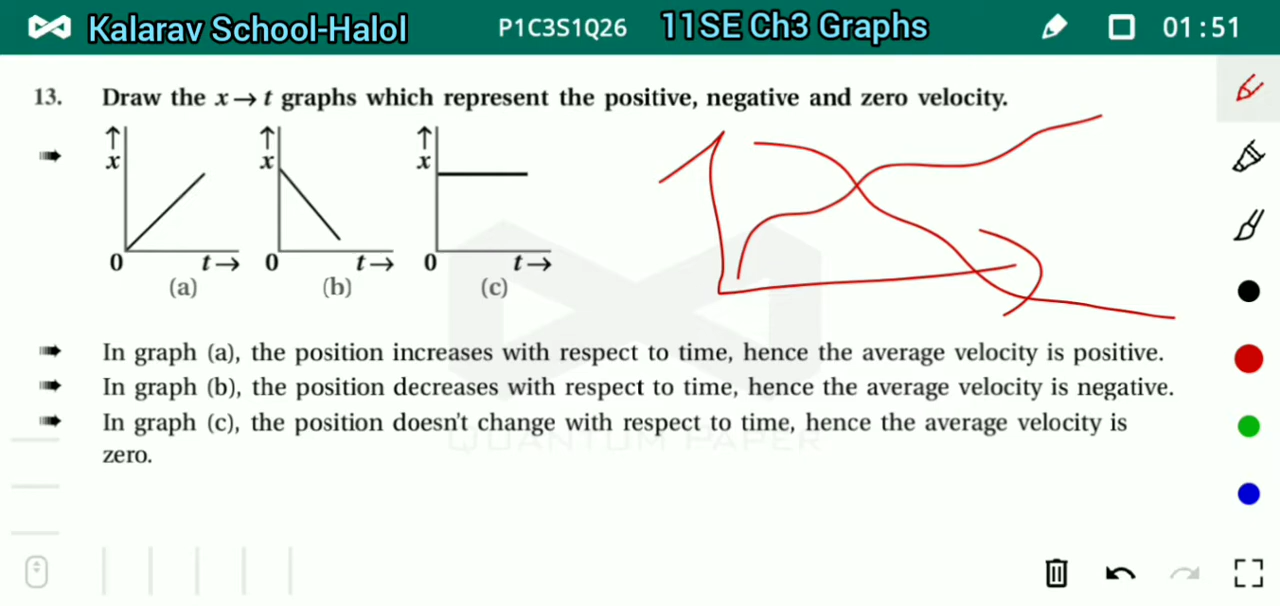 Kalarav School-Halol P1C3S1Q26 11SE Ch3 Graphs 01:51
13. Draw the x→t graphs which represent the positive, negative and zero velocity.
↑ ↑ ↑
x x x
0 t→ 0 t→ 0 t→
(a) (b) (c)
In graph (a), the position increases with respect to time, hence the average velocity is positive.
In graph (b), the position decreases with respect to time, hence the average velocity is negative.
In graph (c), the position doesn't change with respect to time, hence the average velocity is
QUANTUM PAPER
zero.